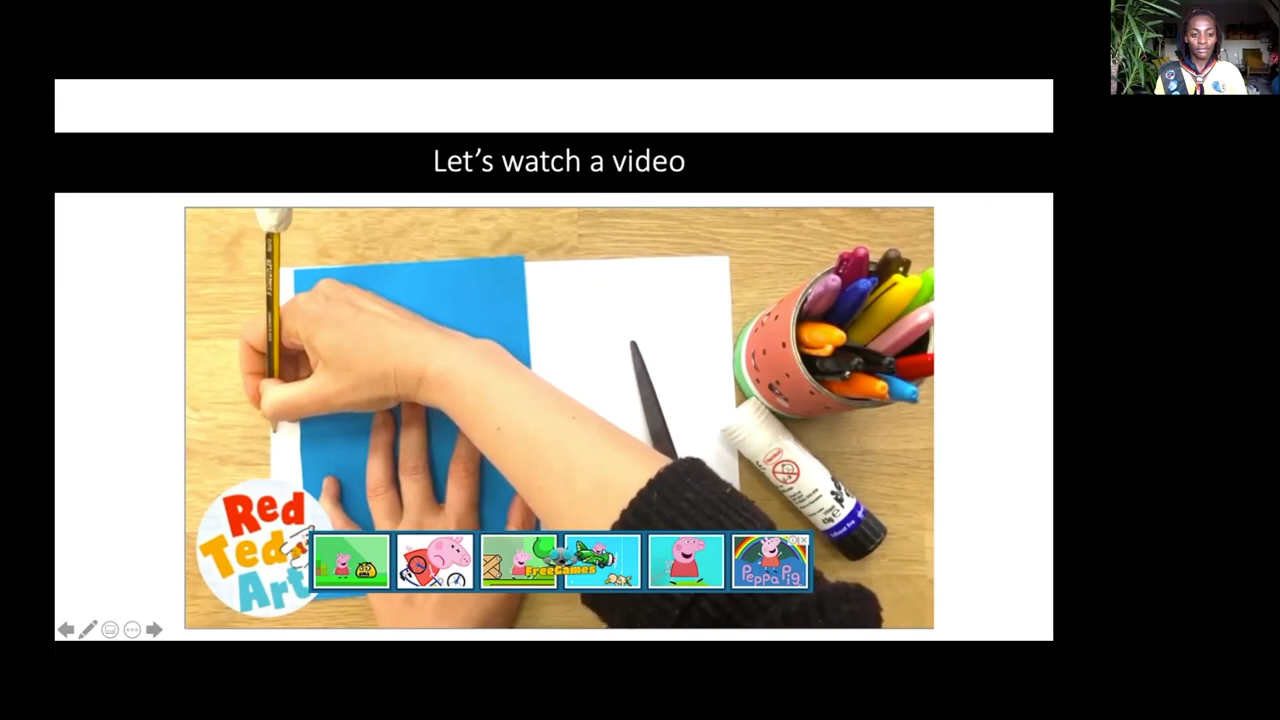 Let's watch a video
Red
Ted
Art
FreeGames
Peppa Pig